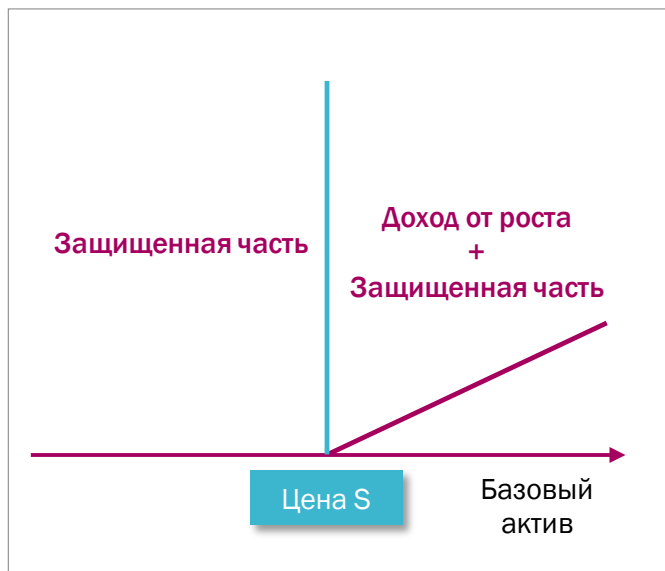 Защищенная часть
Доход от роста
+
Защищенная часть
Цена S
Базовый
актив